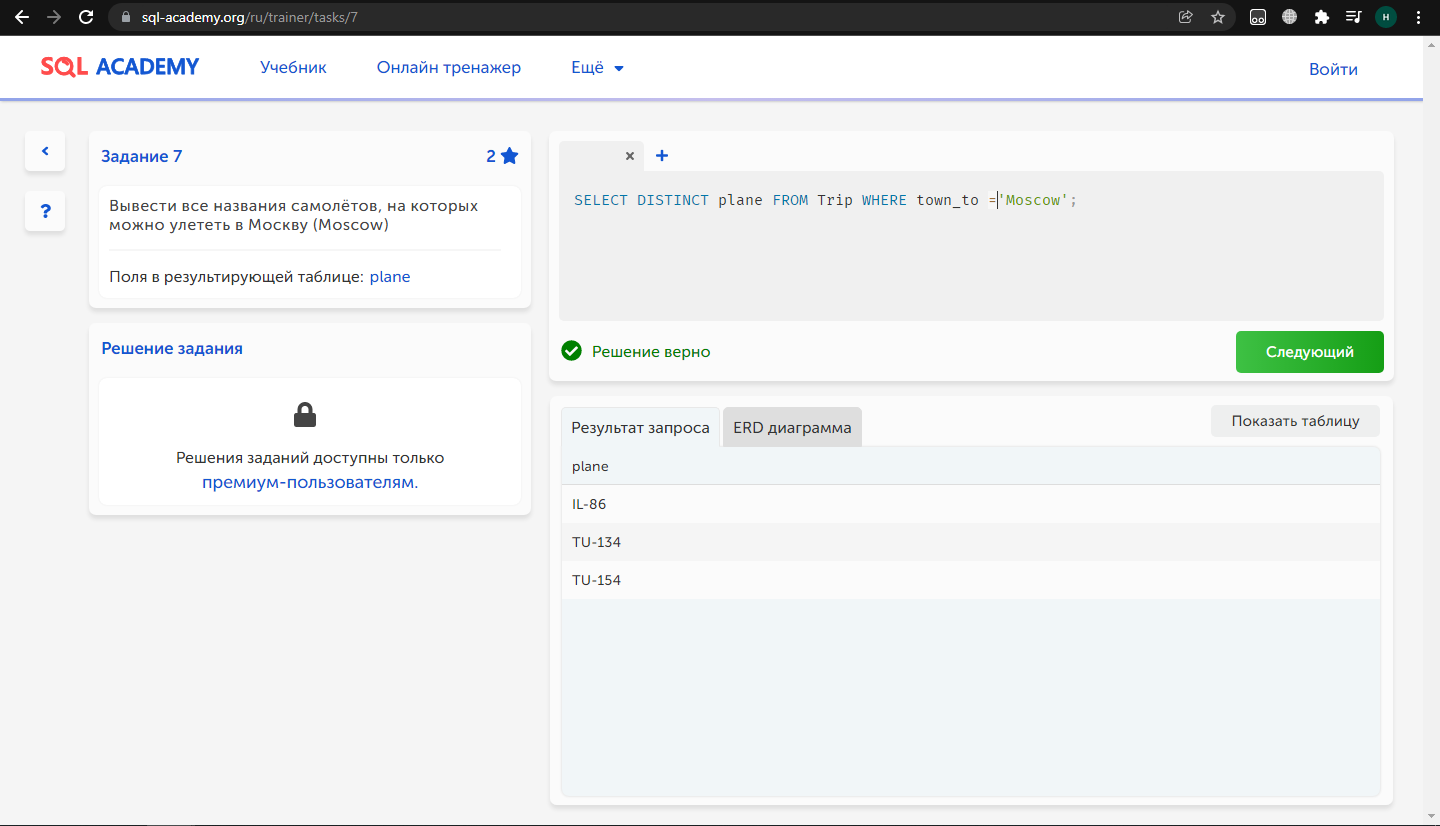 sql-academy.org/ru/trainer/tasks/7
H
SQL ACADEMY
Учебник
Онлайн тренажер
Ещё
Войти
Задание 7
2
?
Вывести все названия самолётов, на которых
можно улететь в Москву (Moscow)
Поля в результирующей таблице: plane
Решение задания
Решения заданий доступны только
премиум-пользователям.
SELECT DISTINCT plane FROM Trip WHERE town_to ='Moscow';
Решение верно
Следующий
Результат запроса
ERD диаграмма
Показать таблицу
plane
IL-86
TU-134
TU-154